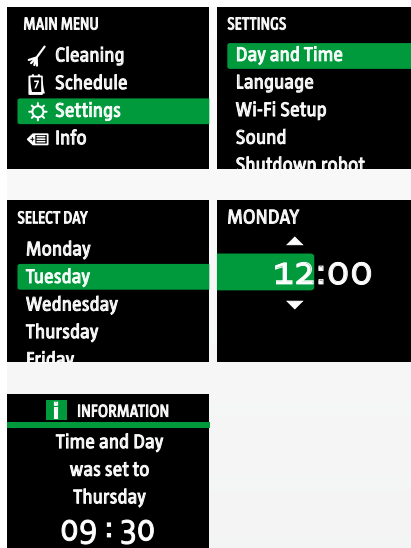 MAIN MENU
Cleaning
7 Schedule
Settings
Info
SETTINGS
Day and Time
Language
Wi-Fi Setup
Sound
Shutdown robot
SELECT DAY
Monday
Tuesday
Wednesday
Thursday
Friday
MONDAY
12:00
i INFORMATION
Time and Day
was set to
Thursday
09 : 30